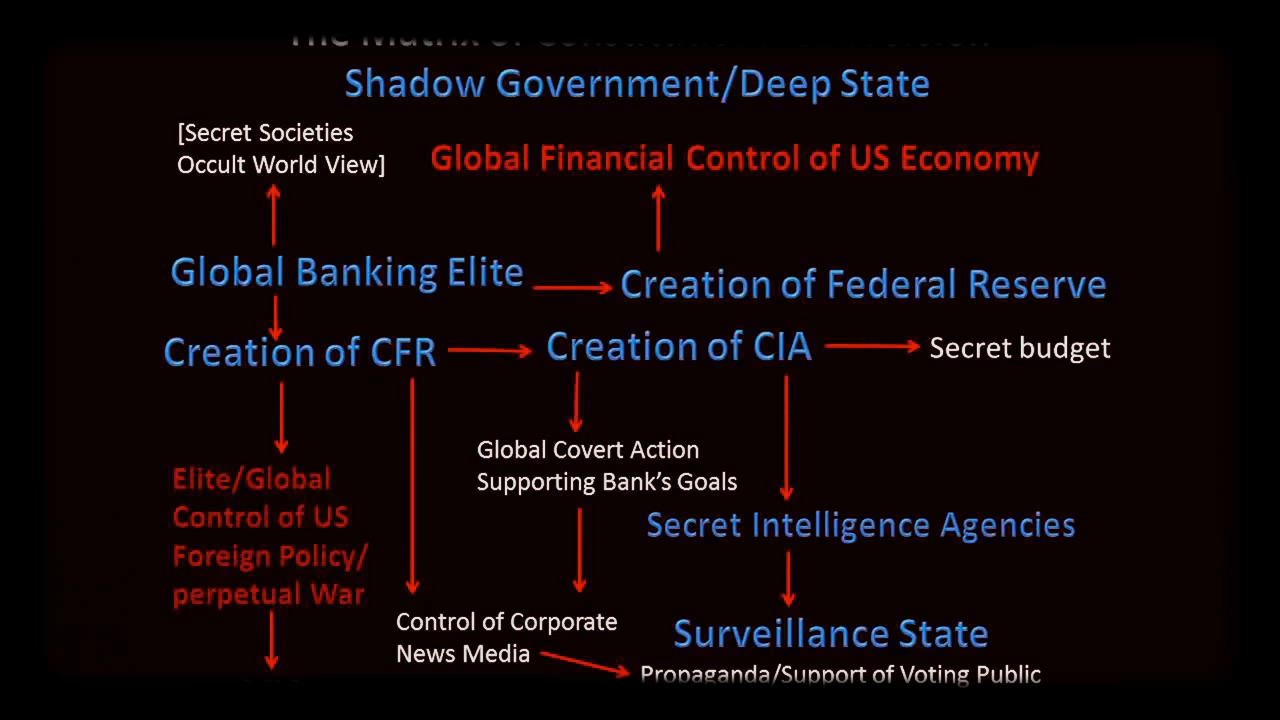 Shadow Government/Deep State
[Secret Societies
Occult World View]
Global Financial Control of US Economy
Global Banking Elite
Creation of Federal Reserve
Creation of CFR
Creation of CIA
Secret budget
Global Covert Action
Supporting Bank's Goals
Elite/Global
Control of US
Foreign Policy/
perpetual War
Secret Intelligence Agencies
Control of Corporate
News Media
Surveillance State
Propaganda/Support of Voting Public